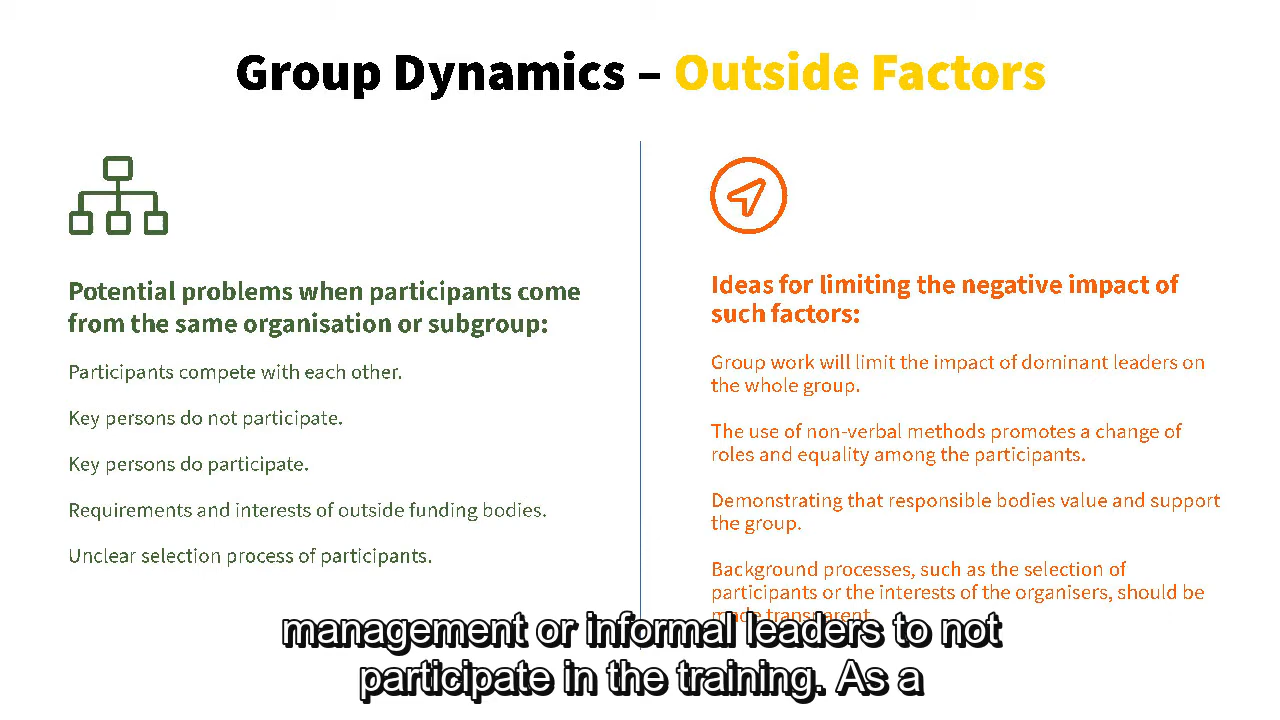 Group Dynamics – Outside Factors
Potential problems when participants come
from the same organisation or subgroup:
Participants compete with each other.
Key persons do not participate.
Key persons do participate.
Requirements and interests of outside funding bodies.
Unclear selection process of participants.
Ideas for limiting the negative impact of
such factors:
Group work will limit the impact of dominant leaders on
the whole group.
The use of non-verbal methods promotes a change of
roles and equality among the participants.
Demonstrating that responsible bodies value and support
the group.
Background processes, such as the selection of
participants or the interests of the organisers, should be
made transparent.
management or informal leaders to not
participate in the training. As a